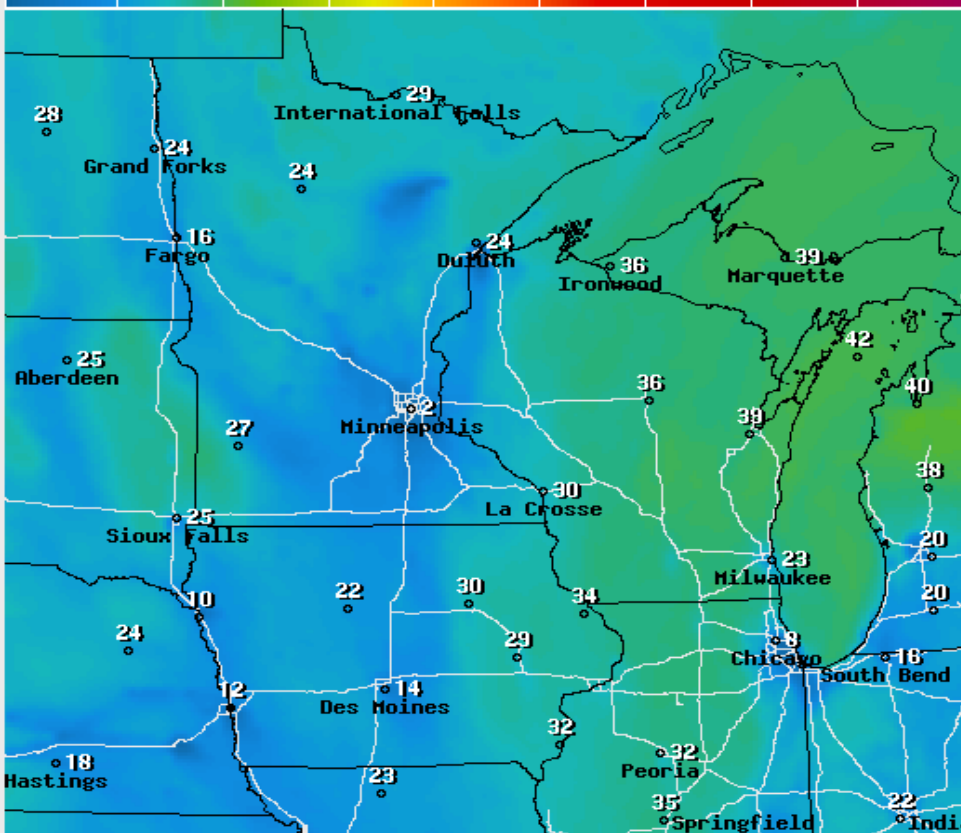 29
International Falls
28
24
Grand Forks
24
16
Fargo
24
Duluth
36
Ironwood
39
Marquette
42
25
Aberdeen
36
40
2
Minneapolis
39
27
38
30
La Crosse
25
Sioux Falls
20
23
Milwaukee
10
22
30
34
20
24
29
8
Chicago
16
South Bend
12
14
Des Moines
32
32
Peoria
18
Hastings
23
35
Springfield
22
Indi